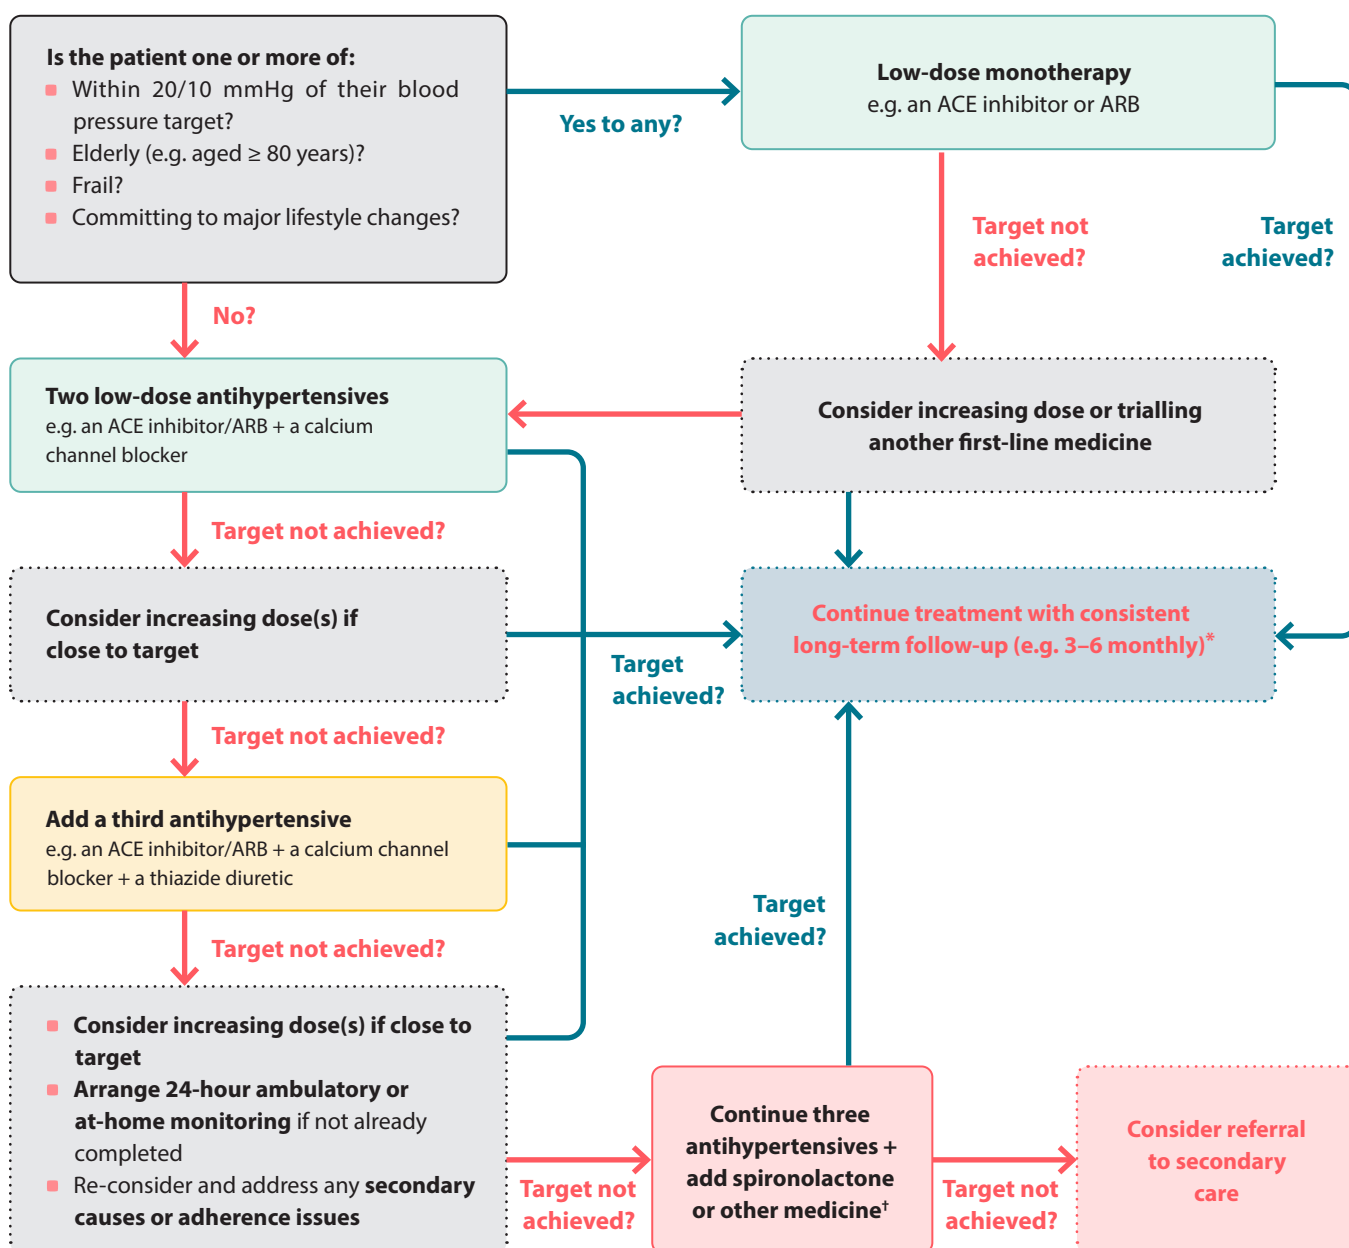 Is the patient one or more of:
Within 20/10 mmHg of their blood
pressure target?
Elderly (e.g. aged ≥ 80 years)?
Frail?
Committing to major lifestyle changes?
Yes to any?
Low-dose monotherapy
e.g. an ACE inhibitor or ARB
Target not
achieved?
Target
achieved?
No?
Two low-dose antihypertensives
e.g. an ACE inhibitor/ARB + a calcium
channel blocker
Consider increasing dose or trialling
another first-line medicine
Target not achieved?
Consider increasing dose(s) if
close to target
Target
achieved?
Continue treatment with consistent
long-term follow-up (e.g. 3–6 monthly)*
Target not achieved?
Add a third antihypertensive
e.g. an ACE inhibitor/ARB + a calcium channel
blocker + a thiazide diuretic
Target
achieved?
Target not achieved?
Consider increasing dose(s) if close to
target
Arrange 24-hour ambulatory or
at-home monitoring if not already
completed
Re-consider and address any secondary
causes or adherence issues
Target not
achieved?
Continue three
antihypertensives +
add spironolactone
or other medicine†
Target not
achieved?
Consider referral
to secondary
care